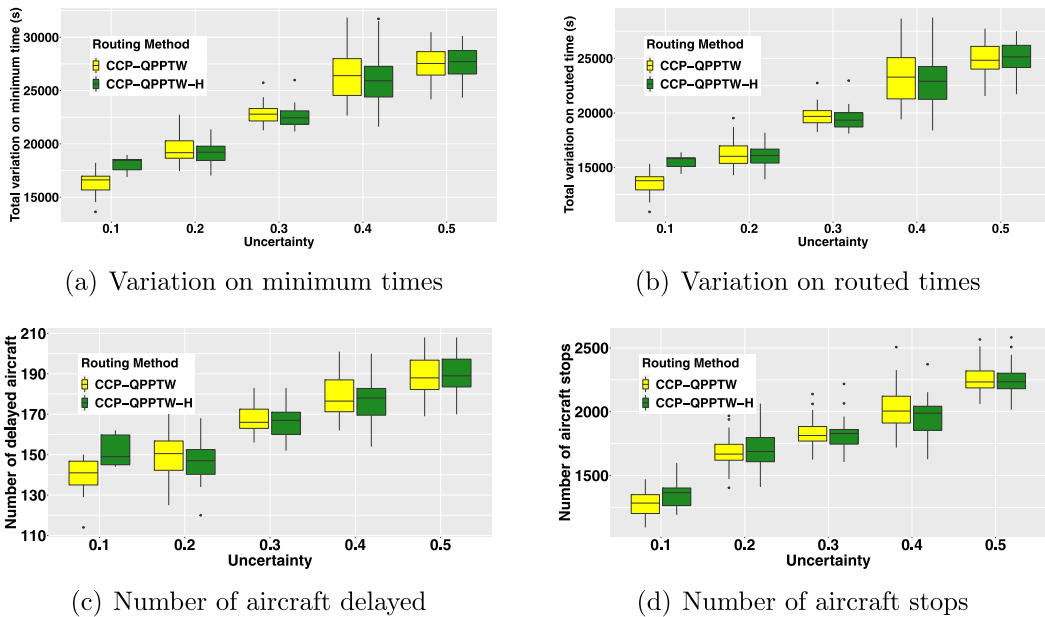 Total variation on minimum time (s)
30000
25000
20000
15000
Routing Method
CCP−QPPTW
CCP−QPPTW−H
0.1 0.2 0.3 0.4 0.5
Uncertainty
(a) Variation on minimum times
Total variation on routed time (s)
25000
20000
15000
Routing Method
CCP−QPPTW
CCP−QPPTW−H
0.1 0.2 0.3 0.4 0.5
Uncertainty
(b) Variation on routed times
Number of delayed aircraft
210
190
170
150
130
110
Routing Method
CCP−QPPTW
CCP−QPPTW−H
0.1 0.2 0.3 0.4 0.5
Uncertainty
(c) Number of aircraft delayed
Number of aircraft stops
2500
2000
1500
Routing Method
CCP−QPPTW
CCP−QPPTW−H
0.1 0.2 0.3 0.4 0.5
Uncertainty
(d) Number of aircraft stops